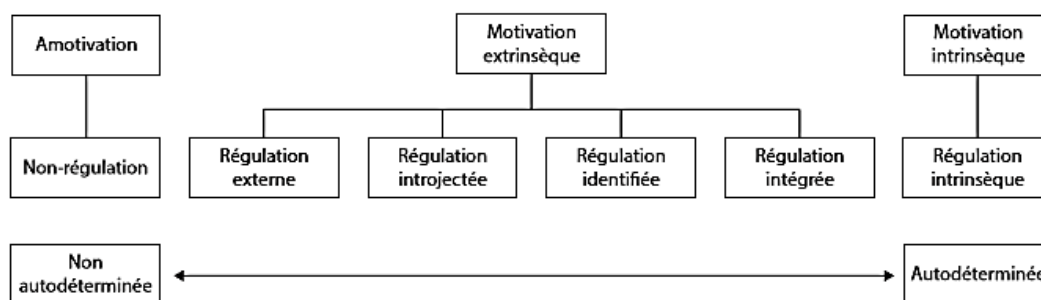 Amotivation
Motivation
extrinsèque
Motivation
intrinsèque
Non-régulation
Régulation
externe
Régulation
introjectée
Régulation
identifiée
Régulation
intégrée
Régulation
intrinsèque
Non
autodéterminée
Autodéterminée